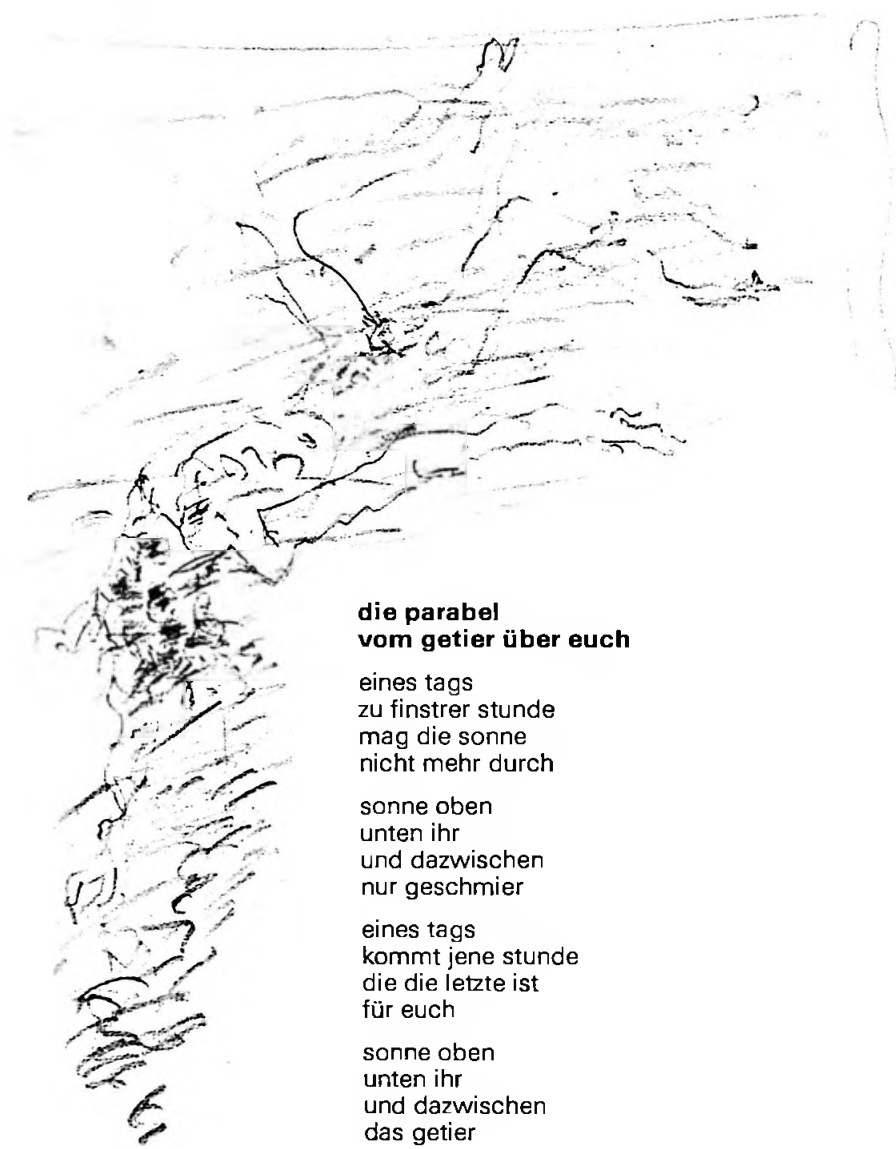 die parabel
vom getier über euch
eines tags
zu finstrer stunde
mag die sonne
nicht mehr durch
sonne oben
unten ihr
und dazwischen
nur geschmier
eines tags
kommt jene stunde
die die letzte ist
für euch
sonne oben
unten ihr
und dazwischen
das getier